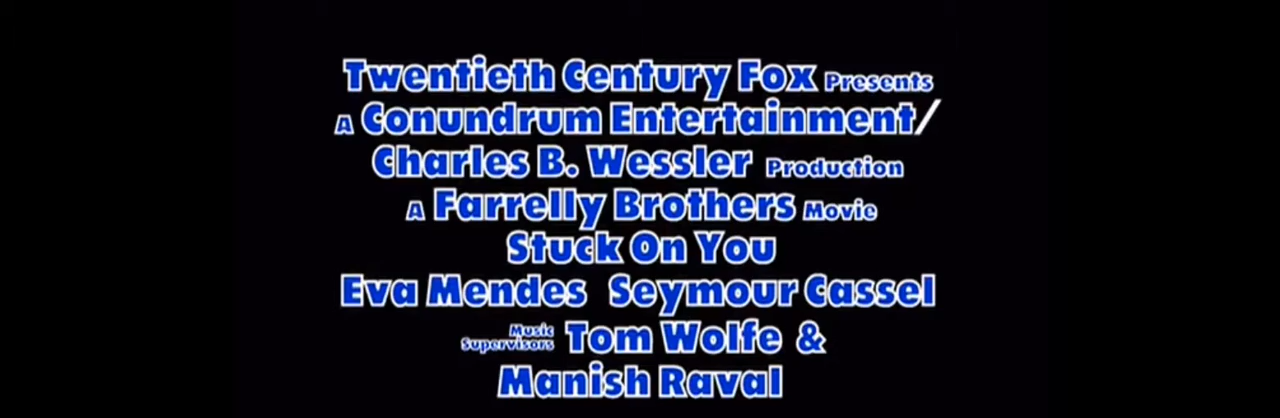 Twentieth Century Fox Presents
A Conundrum Entertainment/
Charles B. Wessler Production
A Farrelly Brothers Movie
Stuck On You
Eva Mendes Seymour Cassel
Music Supervisors Tom Wolfe &
Manish Raval